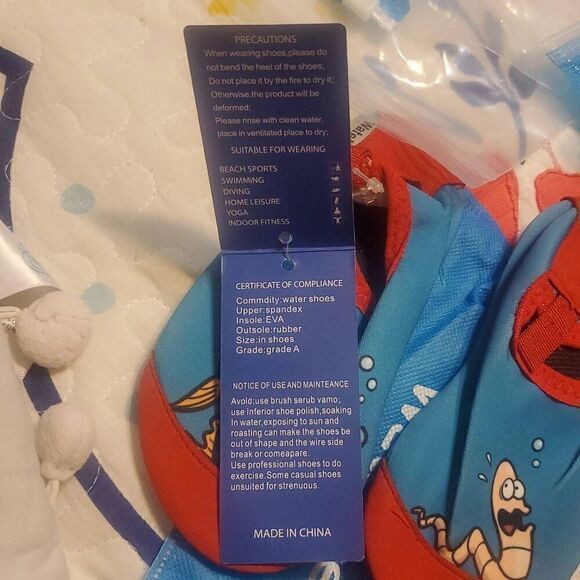 PRECAUTIONS
When wearing shoes,please do
not bend the heel of the shoes;
Do not place it by the fire to dry it;
Otherwise,the product will be
deformed;
Please rinse with clean water,
place in ventilated place to dry;
SUITABLE FOR WEARING
BEACH SPORTS
SWIMMING
DIVING
HOME LEISURE
YOGA
INDOOR FITNESS
CERTIFICATE OF COMPLIANCE
Commdity:water shoes
Upper:spandex
Insole:EVA
Outsole:rubber
Size:in shoes
Grade:grade A
NOTICE OF USE AND MAINTEANCE
Avold:use brush serub vamo;
use Inferior shoe polish,soaking
In water,exposing to sun and
roasting can make the shoes be
out of shape and the wire side
break or comeapare.
Use professional shoes to do
exercise.Some casual shoes
unsuited for strenuous.
MADE IN CHINA